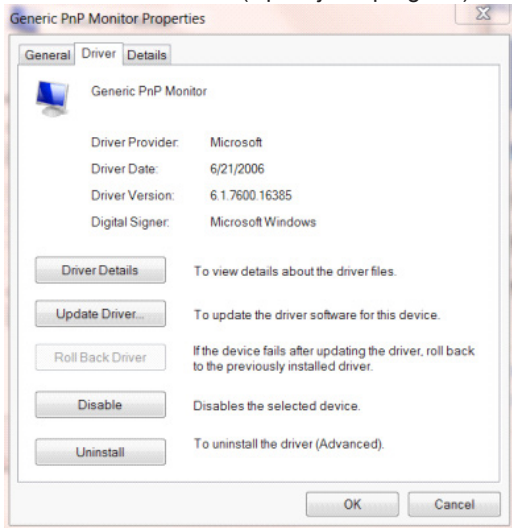 Generic PnP Monitor Properties
General Driver Details
Generic PnP Monitor
Driver Provider: Microsoft
Driver Date: 6/21/2006
Driver Version: 6.1.7600.16385
Digital Signer: Microsoft Windows
Driver Details To view details about the driver files.
Update Driver... To update the driver software for this device.
Roll Back Driver If the device fails after updating the driver, roll back
to the previously installed driver.
Disable Disables the selected device.
Uninstall To uninstall the driver (Advanced).
OK Cancel